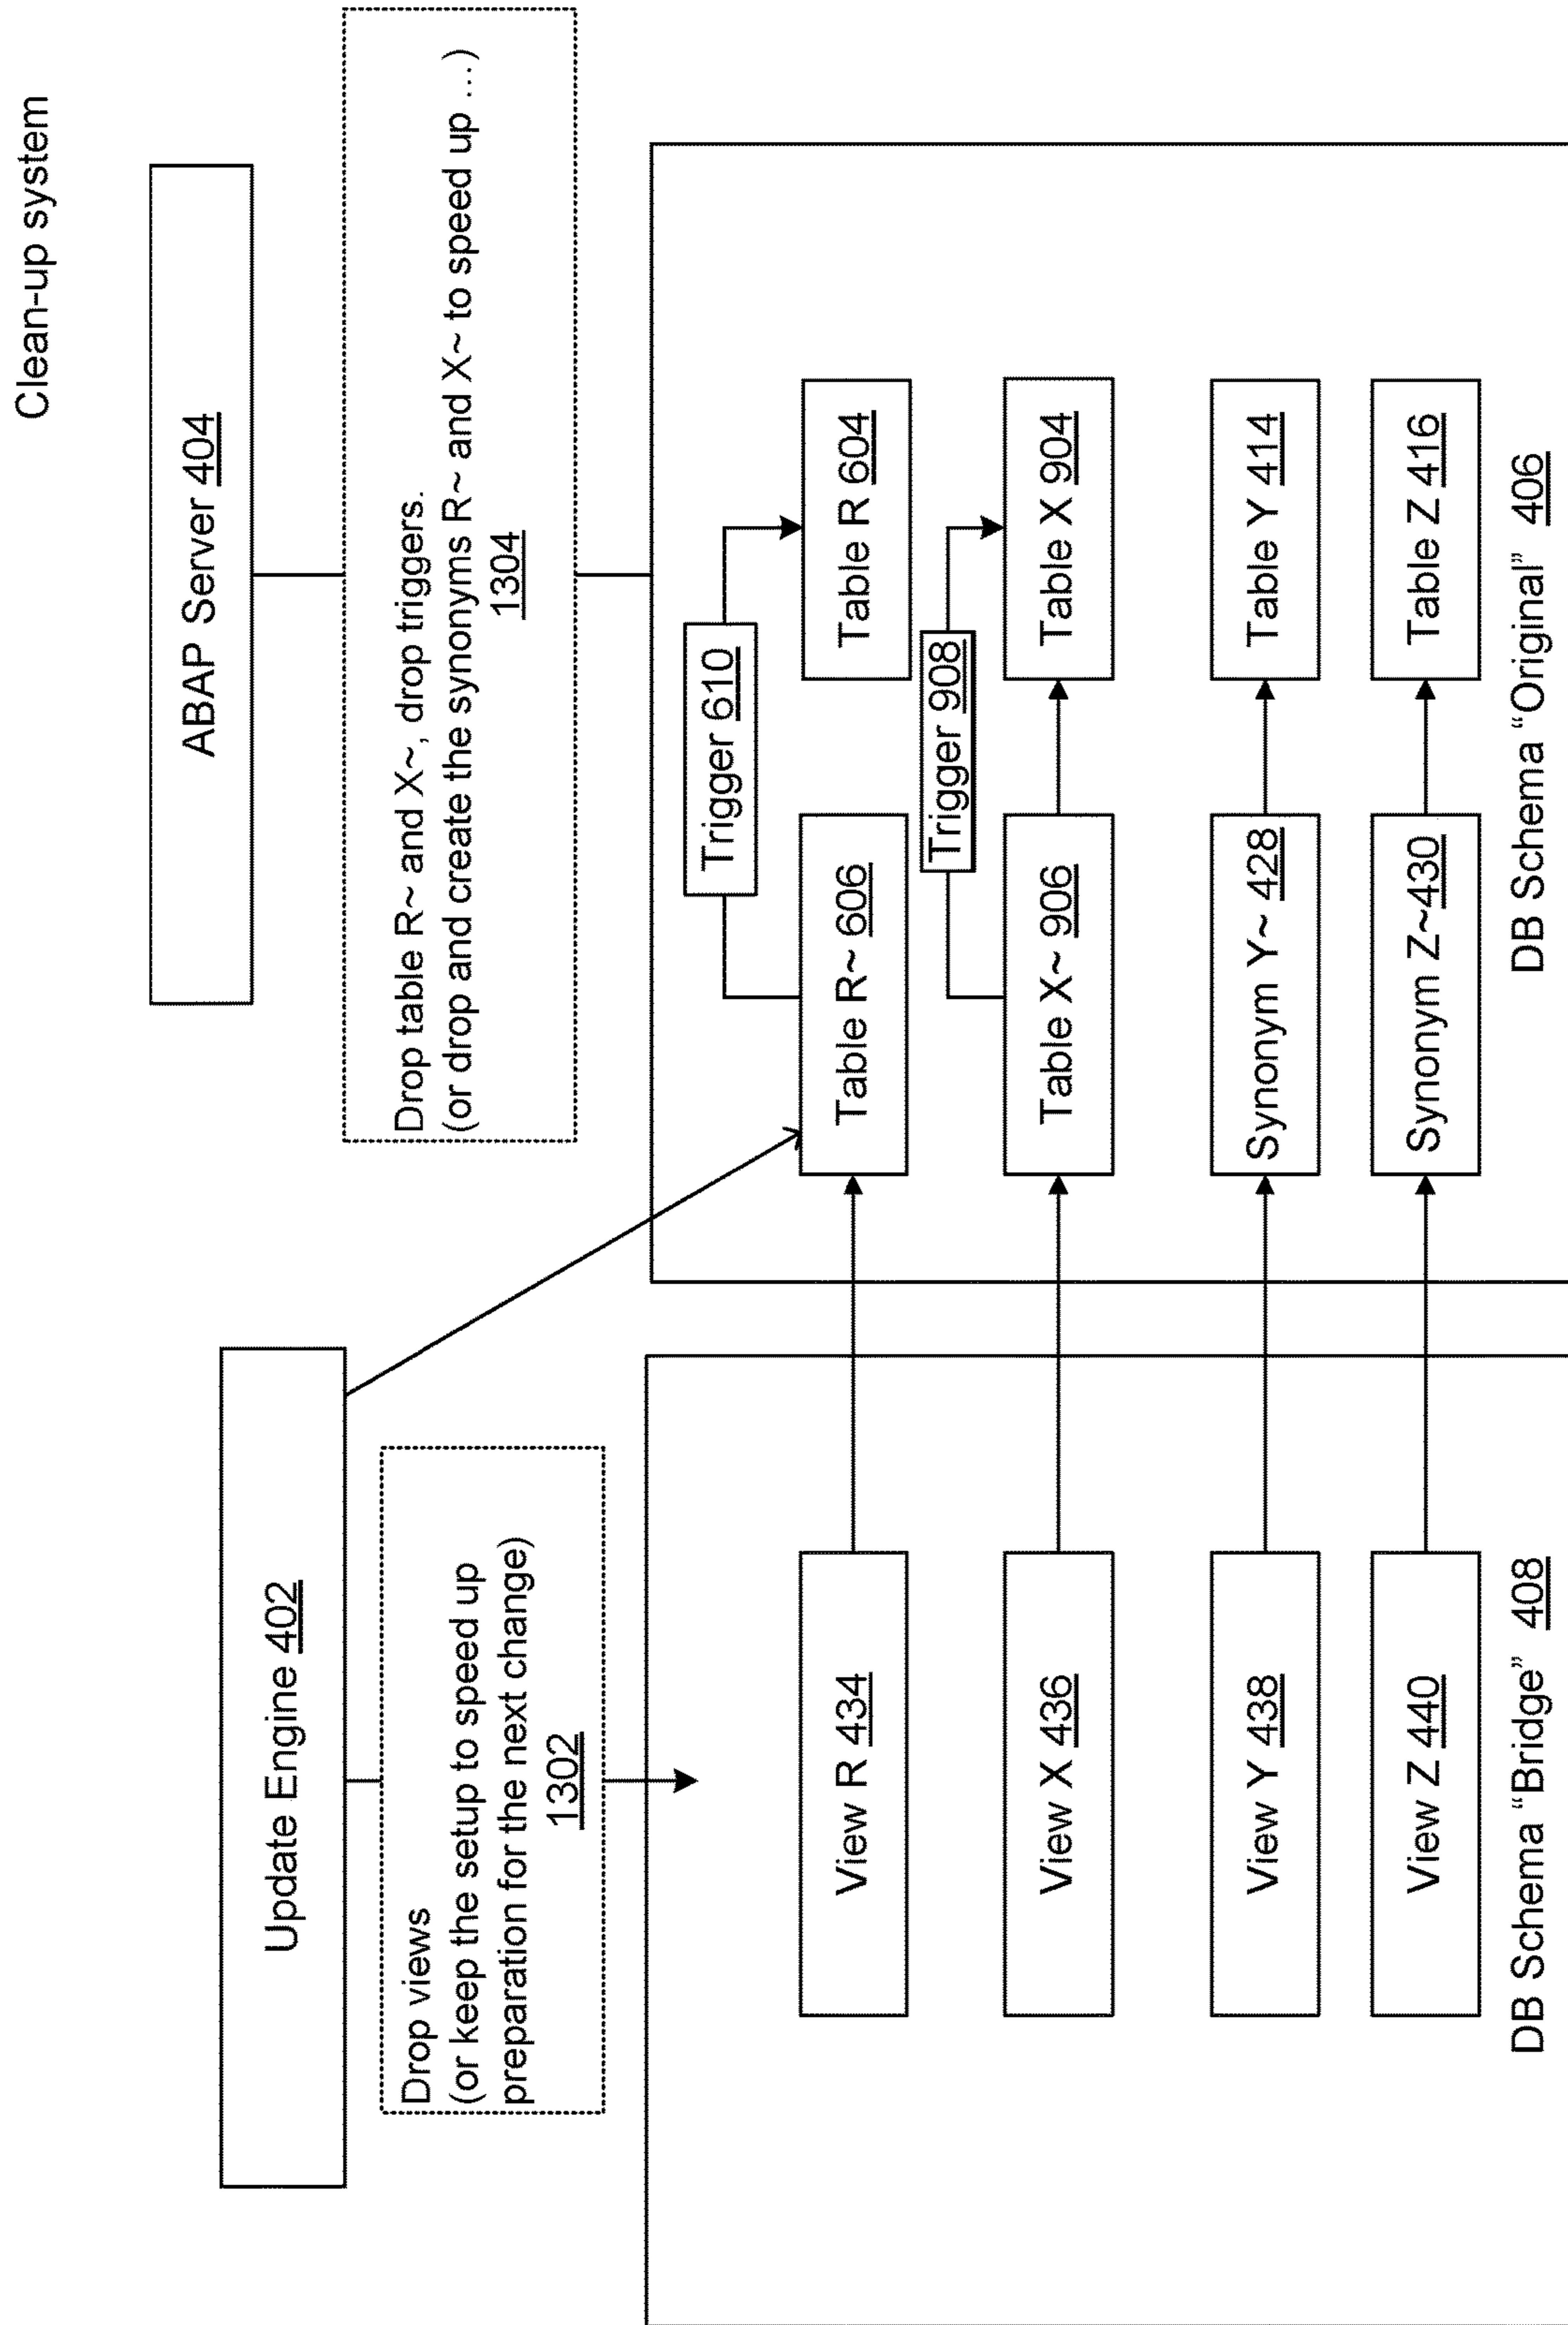 Clean-up system
Update Engine 402
ABAP Server 404
Drop views
(or keep the setup to speed up
preparation for the next change)
1302
Drop table R~ and X~, drop triggers.
(or drop and create the synonyms R~ and X~ to speed up …)
1304
Trigger 610
View R 434
Table R~ 606
Table R 604
Trigger 908
View X 436
Table X~ 906
Table X 904
View Y 438
Synonym Y~ 428
Table Y 414
View Z 440
Synonym Z~430
Table Z 416
DB Schema “Bridge” 408
DB Schema “Original” 406